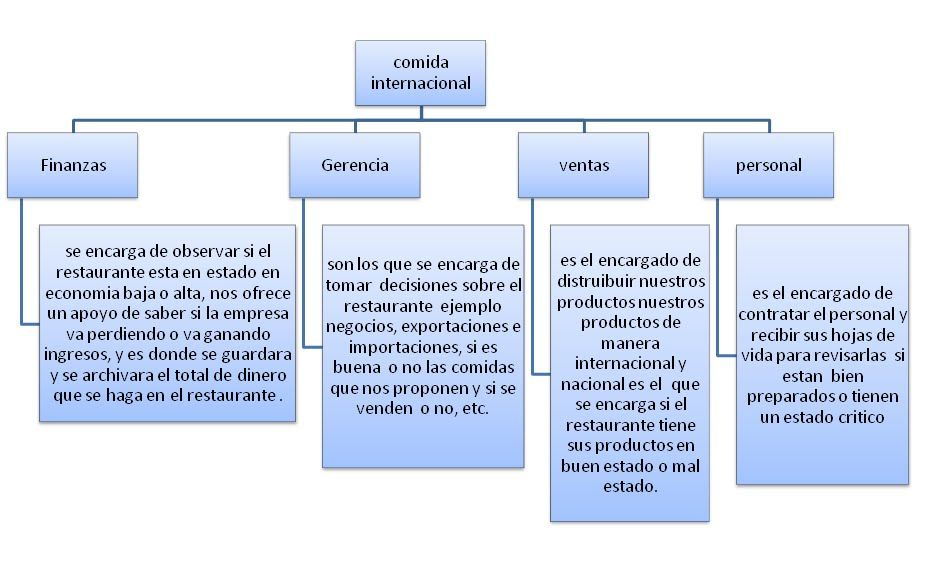 comida
internacional
Finanzas
se encarga de observar si el
restaurante esta en estado en
economia baja o alta, nos ofrece
un apoyo de saber si la empresa
va perdiendo o va ganando
ingresos, y es donde se guardara
y se archivara el total de dinero
que se haga en el restaurante .
Gerencia
son los que se encarga de
tomar decisiones sobre el
restaurante ejemplo
negocios, exportaciones e
importaciones, si es
buena o no las comidas
que nos proponen y si se
venden o no, etc.
ventas
es el encargado de
distruibuir nuestros
productos nuestros
productos de
manera
internacional y
nacional es el que
se encarga si el
restaurante tiene
sus productos en
buen estado o mal
estado.
personal
es el encargado de
contratar el personal y
recibir sus hojas de
vida para revisarlas si
estan bien
preparados o tienen
un estado critico